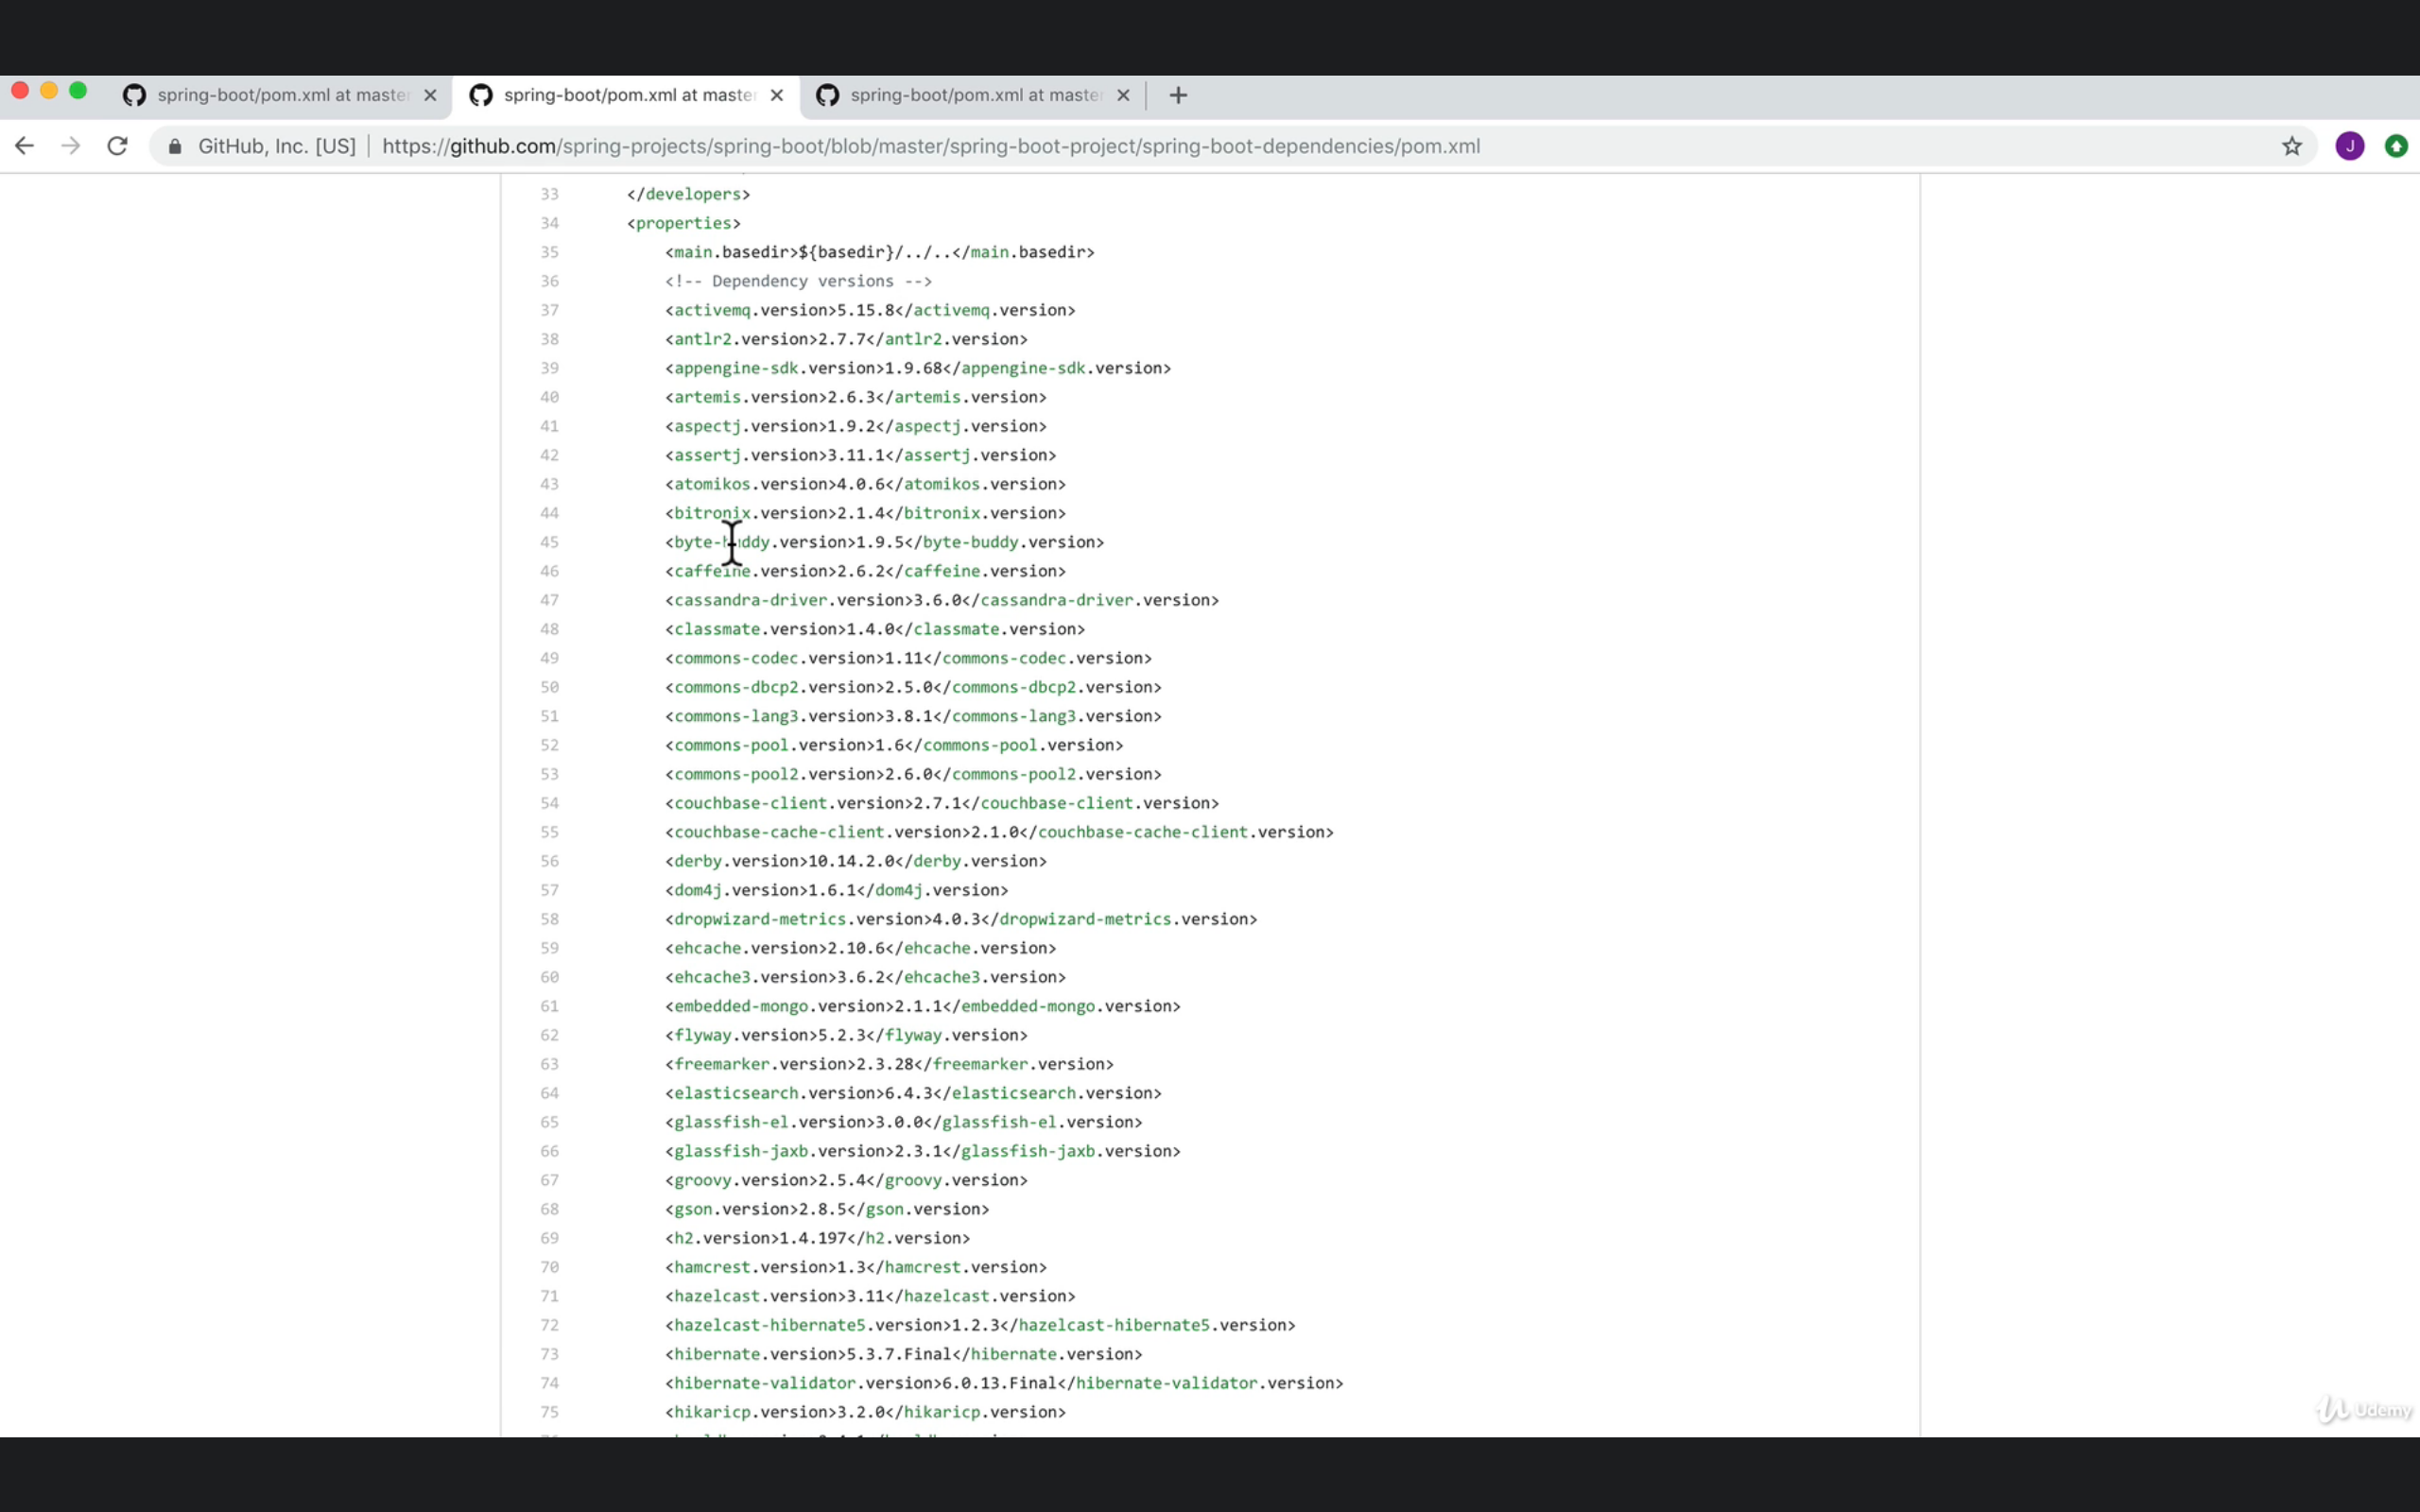 spring-boot/pom.xml at maste
spring-boot/pom.xml at maste
spring-boot/pom.xml at maste
GitHub, Inc. [US] | https://github.com/spring-projects/spring-boot/blob/master/spring-boot-project/spring-boot-dependencies/pom.xml
J
33 </developers>
34 <properties>
35 <main.basedir>${basedir}/../..</main.basedir>
36 <!-- Dependency versions -->
37 <activemq.version>5.15.8</activemq.version>
38 <antlr2.version>2.7.7</antlr2.version>
39 <appengine-sdk.version>1.9.68</appengine-sdk.version>
40 <artemis.version>2.6.3</artemis.version>
41 <aspectj.version>1.9.2</aspectj.version>
42 <assertj.version>3.11.1</assertj.version>
43 <atomikos.version>4.0.6</atomikos.version>
44 <bitronix.version>2.1.4</bitronix.version>
45 <byte-buddy.version>1.9.5</byte-buddy.version>
46 <caffeine.version>2.6.2</caffeine.version>
47 <cassandra-driver.version>3.6.0</cassandra-driver.version>
48 <classmate.version>1.4.0</classmate.version>
49 <commons-codec.version>1.11</commons-codec.version>
50 <commons-dbcp2.version>2.5.0</commons-dbcp2.version>
51 <commons-lang3.version>3.8.1</commons-lang3.version>
52 <commons-pool.version>1.6</commons-pool.version>
53 <commons-pool2.version>2.6.0</commons-pool2.version>
54 <couchbase-client.version>2.7.1</couchbase-client.version>
55 <couchbase-cache-client.version>2.1.0</couchbase-cache-client.version>
56 <derby.version>10.14.2.0</derby.version>
57 <dom4j.version>1.6.1</dom4j.version>
58 <dropwizard-metrics.version>4.0.3</dropwizard-metrics.version>
59 <ehcache.version>2.10.6</ehcache.version>
60 <ehcache3.version>3.6.2</ehcache3.version>
61 <embedded-mongo.version>2.1.1</embedded-mongo.version>
62 <flyway.version>5.2.3</flyway.version>
63 <freemarker.version>2.3.28</freemarker.version>
64 <elasticsearch.version>6.4.3</elasticsearch.version>
65 <glassfish-el.version>3.0.0</glassfish-el.version>
66 <glassfish-jaxb.version>2.3.1</glassfish-jaxb.version>
67 <groovy.version>2.5.4</groovy.version>
68 <gson.version>2.8.5</gson.version>
69 <h2.version>1.4.197</h2.version>
70 <hamcrest.version>1.3</hamcrest.version>
71 <hazelcast.version>3.11</hazelcast.version>
72 <hazelcast-hibernate5.version>1.2.3</hazelcast-hibernate5.version>
73 <hibernate.version>5.3.7.Final</hibernate.version>
74 <hibernate-validator.version>6.0.13.Final</hibernate-validator.version>
75 <hikaricp.version>3.2.0</hikaricp.version>
Udemy